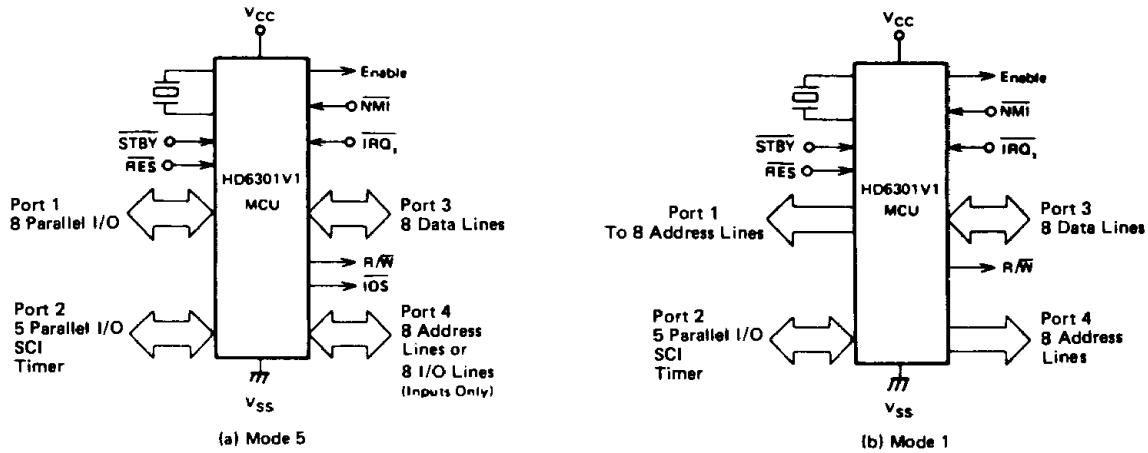 VCC
Enable
NMI
STBY
IRQ1
RES
HD6301V1
MCU
Port 1
8 Parallel I/O
Port 3
8 Data Lines
R/W
IOS
Port 2
5 Parallel I/O
SCI
Timer
Port 4
8 Address
Lines or
8 I/O Lines
(Inputs Only)
VSS
(a) Mode 5
VCC
Enable
NMI
STBY
IRQ1
RES
HD6301V1
MCU
Port 1
To 8 Address Lines
Port 3
8 Data Lines
R/W
Port 2
5 Parallel I/O
SCI
Timer
Port 4
8 Address
Lines
VSS
(b) Mode 1